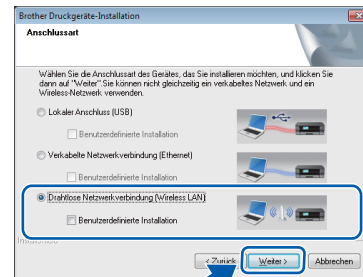 Brother Druckgeräte-Installation
Anschlussart
Wählen Sie die Anschlussart des Gerätes, das Sie installieren möchten, und klicken Sie
dann auf "Weiter".Sie können nicht gleichzeitig ein verkabeltes Netzwerk und ein
Wireless-Netzwerk verwenden.
Lokaler Anschluss (USB)
Benutzerdefinierte Installation
Verkabelte Netzwerkverbindung (Ethernet)
Benutzerdefinierte Installation
Drahtlose Netzwerkverbindung (Wireless LAN)
Benutzerdefinierte Installation
< Zurück
Weiter >
Abbrechen